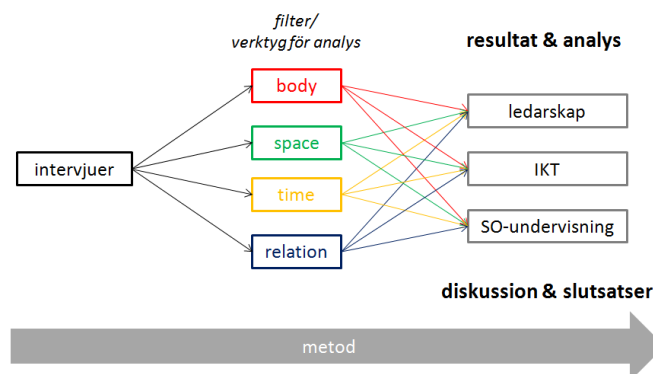 filter/
verktyg för analys
resultat & analys
body
ledarskap
space
intervjuer
IKT
time
SO-undervisning
relation
diskussion & slutsatser
metod